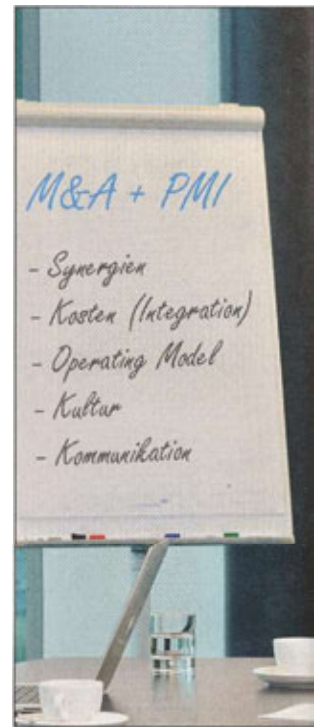 M&A + PMI
- Synergien
- Kosten (Integration)
- Operating Model
- Kultur
- Kommunikation